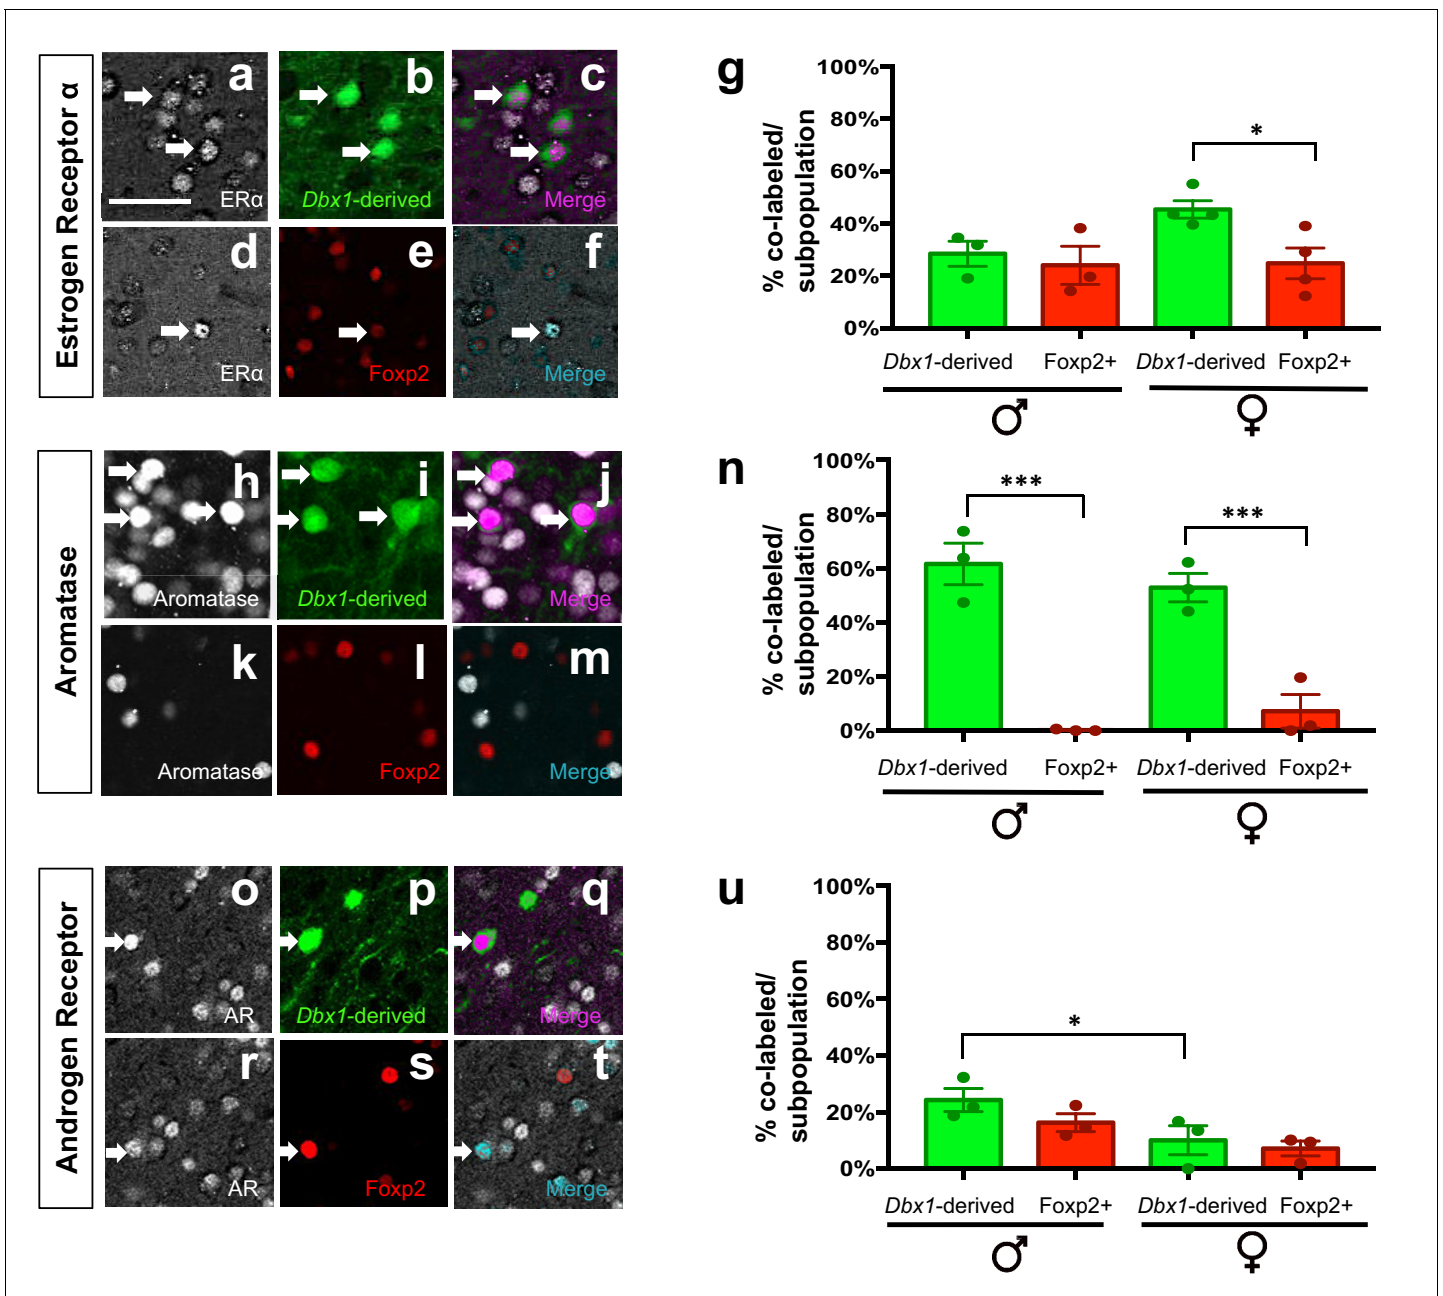 Estrogen Receptor α
a
ERα
b
Dbx1-derived
c
Merge
d
ERα
e
Foxp2
f
Merge
g
% co-labeled/
subpopulation
100%
80%
60%
40%
20%
0%
*
Dbx1-derived Foxp2+ Dbx1-derived Foxp2+
♂ ♀
Aromatase
h
Aromatase
i
Dbx1-derived
j
Merge
k
Aromatase
l
Foxp2
m
Merge
n
% co-labeled/
subpopulation
100%
80%
60%
40%
20%
0%
*** ***
Dbx1-derived Foxp2+ Dbx1-derived Foxp2+
♂ ♀
Androgen Receptor
o
AR
p
Dbx1-derived
q
Merge
r
AR
s
Foxp2
t
Merge
u
% co-labeled/
subpopulation
100%
80%
60%
40%
20%
0%
*
Dbx1-derived Foxp2+ Dbx1-derived Foxp2+
♂ ♀